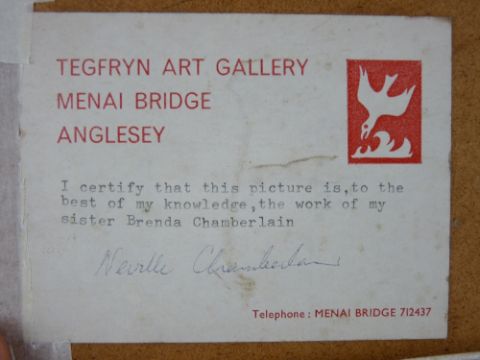 TEGFRYN ART GALLERY
MENAI BRIDGE
ANGLESEY
I certify that this picture is,to the
best of my knowledge,the work of my
sister Brenda Chamberlain
Neville Chamberlain
Telephone : MENAI BRIDGE 712437